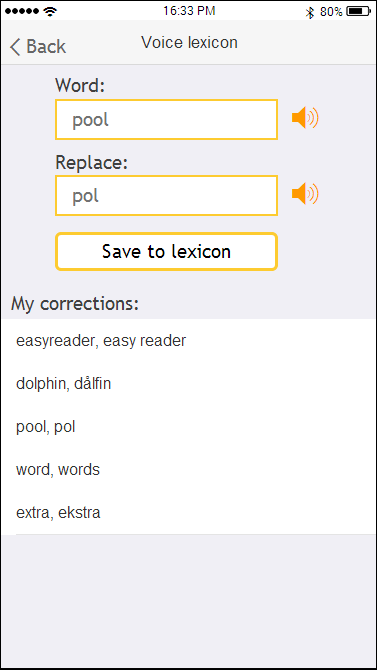 16:33 PM 80%
Back Voice lexicon
Word:
pool
Replace:
pol
Save to lexicon
My corrections:
easyreader, easy reader
dolphin, dålfin
pool, pol
word, words
extra, ekstra